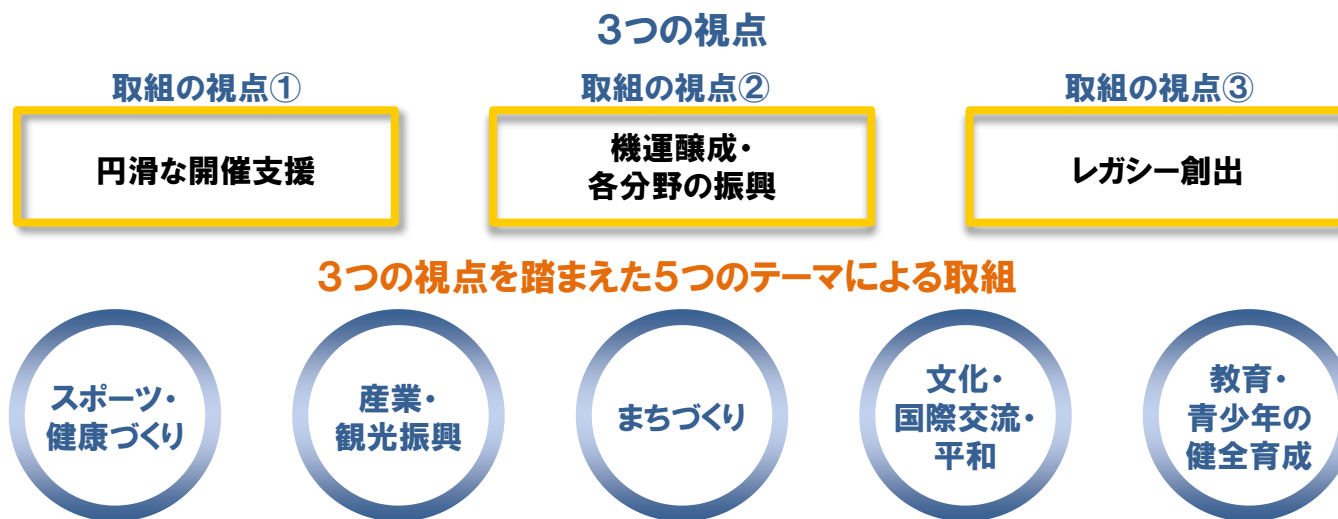 3つの視点
取組の視点①
取組の視点②
取組の視点③
円滑な開催支援
機運醸成・
各分野の振興
レガシー創出
3つの視点を踏まえた5つのテーマによる取組
スポーツ・
健康づくり
産業・
観光振興
まちづくり
文化・
国際交流・
平和
教育・
青少年の
健全育成